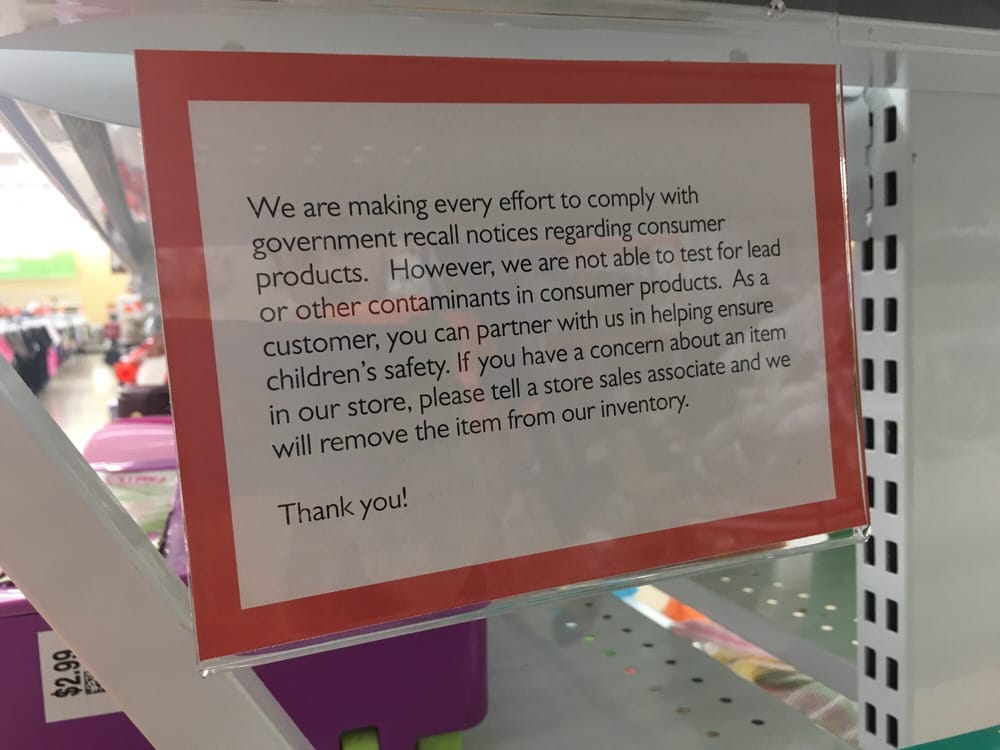 We are making every effort to comply with
government recall notices regarding consumer
products. However, we are not able to test for lead
or other contaminants in consumer products. As a
customer, you can partner with us in helping ensure
children's safety. If you have a concern about an item
in our store, please tell a store sales associate and we
will remove the item from our inventory.
Thank you!
$2.99